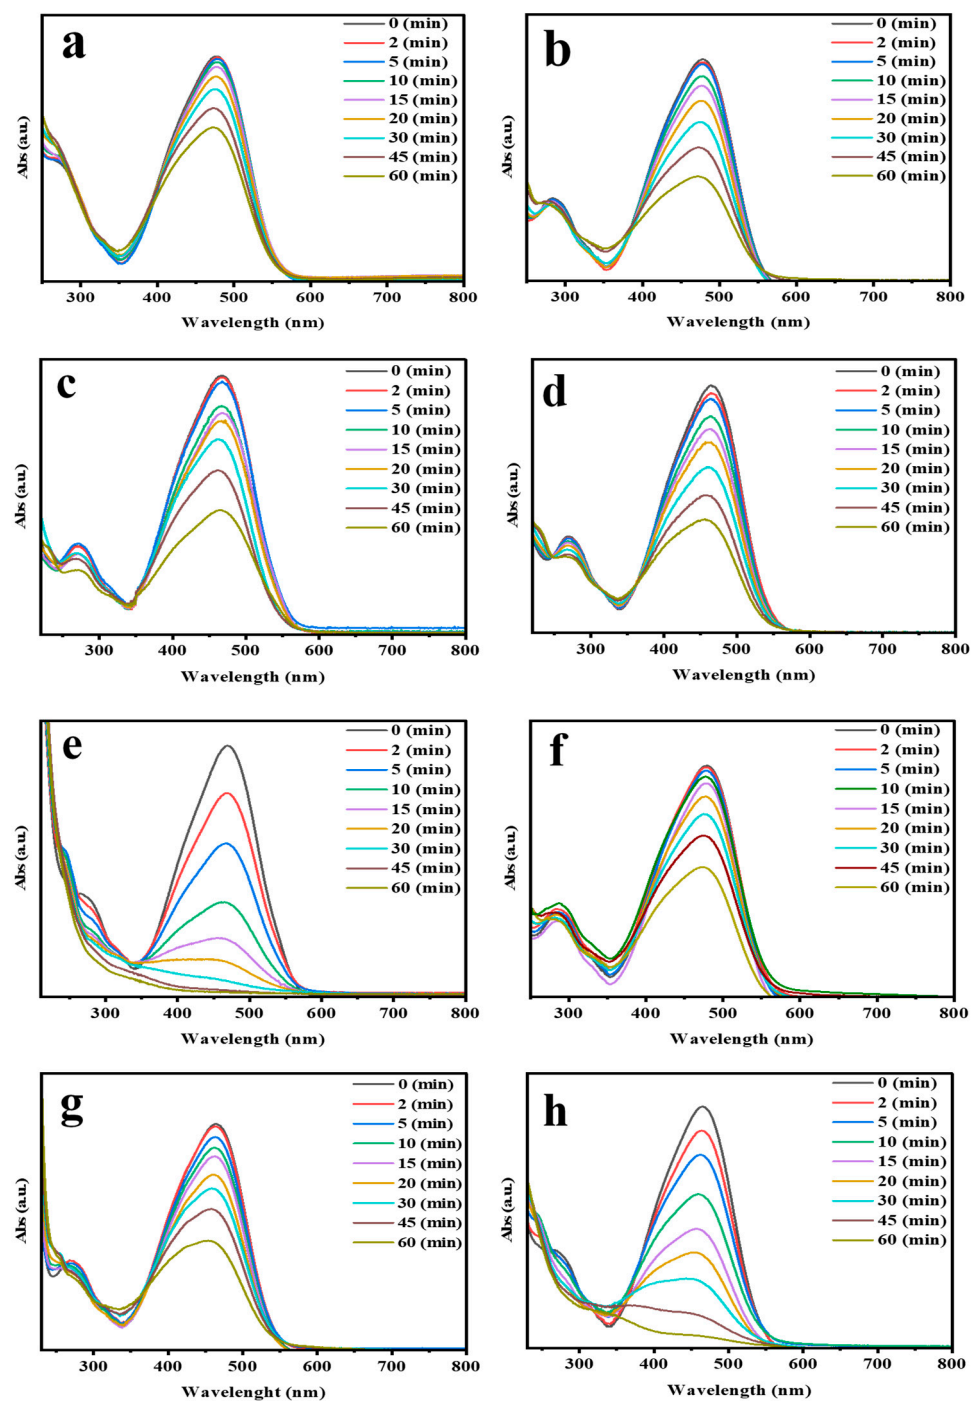 a
0 (min)
2 (min)
5 (min)
10 (min)
15 (min)
20 (min)
30 (min)
45 (min)
60 (min)
Abs (a.u.)
300 400 500 600 700 800
Wavelength (nm)
b
0 (min)
2 (min)
5 (min)
10 (min)
15 (min)
20 (min)
30 (min)
45 (min)
60 (min)
Abs (a.u.)
300 400 500 600 700 800
Wavelength (nm)
c
0 (min)
2 (min)
5 (min)
10 (min)
15 (min)
20 (min)
30 (min)
45 (min)
60 (min)
Abs (a.u.)
300 400 500 600 700 800
Wavelength (nm)
d
0 (min)
2 (min)
5 (min)
10 (min)
15 (min)
20 (min)
30 (min)
45 (min)
60 (min)
Abs (a.u.)
300 400 500 600 700 800
Wavelength (nm)
e
0 (min)
2 (min)
5 (min)
10 (min)
15 (min)
20 (min)
30 (min)
45 (min)
60 (min)
Abs (a.u.)
300 400 500 600 700 800
Wavelength (nm)
f
0 (min)
2 (min)
5 (min)
10 (min)
15 (min)
20 (min)
30 (min)
45 (min)
60 (min)
Abs (a.u.)
300 400 500 600 700 800
Wavelength (nm)
g
0 (min)
2 (min)
5 (min)
10 (min)
15 (min)
20 (min)
30 (min)
45 (min)
60 (min)
Abs (a.u.)
300 400 500 600 700 800
Wavelenght (nm)
h
0 (min)
2 (min)
5 (min)
10 (min)
15 (min)
20 (min)
30 (min)
45 (min)
60 (min)
Abs (a.u.)
300 400 500 600 700 800
Wavelength (nm)